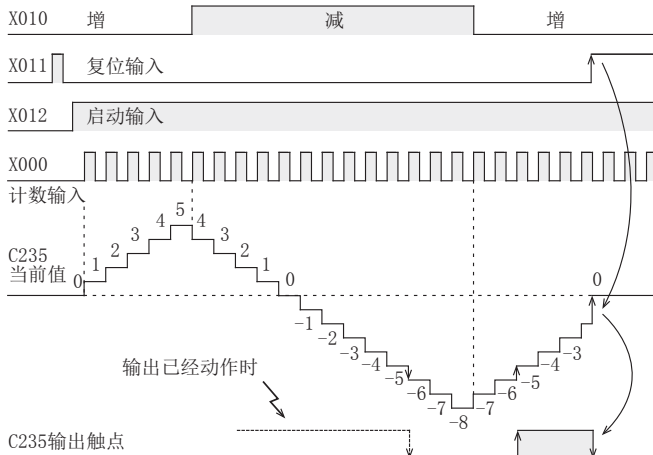 X010 增 减 增
X011 复位输入
X012 启动输入
X000
计数输入
C235
当前值
0 1 2 3 4 5 4 3 2 1 0 -1 -2 -3 -4 -5 -6 -7 -8 -7 -6 -5 -4 -3 0
输出已经动作时
C235输出触点